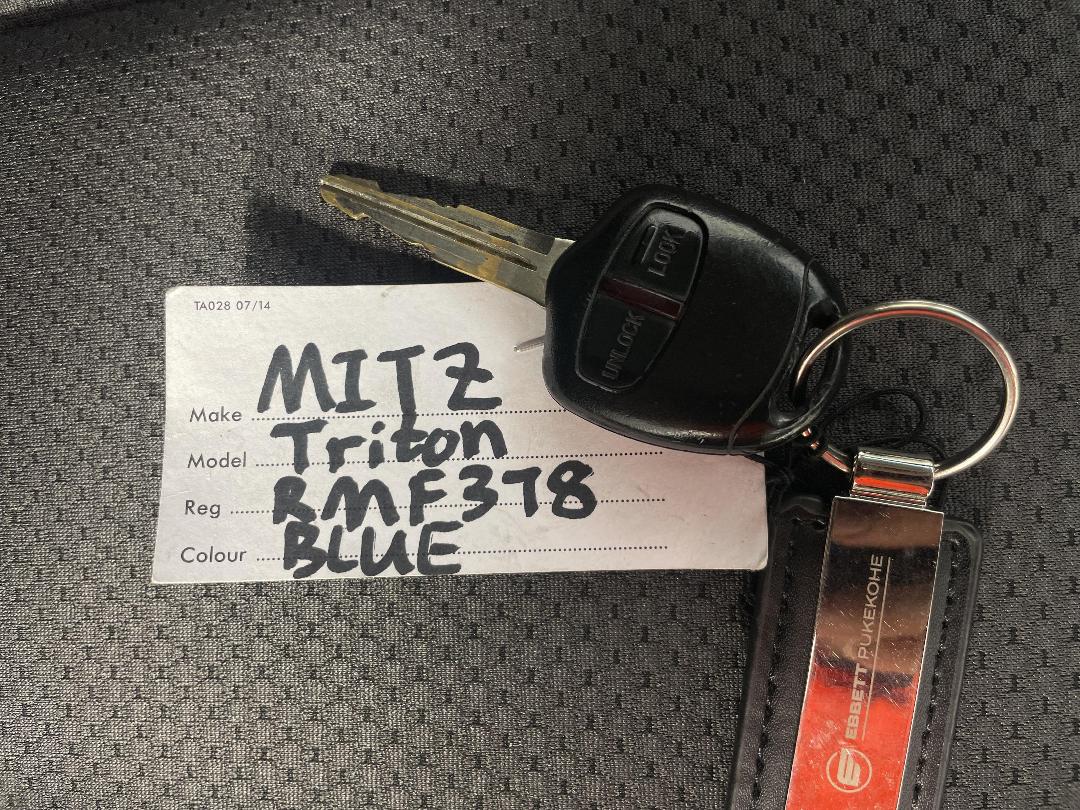 TA028 07/14
Make MITZ
Model Triton
Reg RMF378
Colour BLUE
LOCK
UNLOCK
EBBETT PUKEKOHE